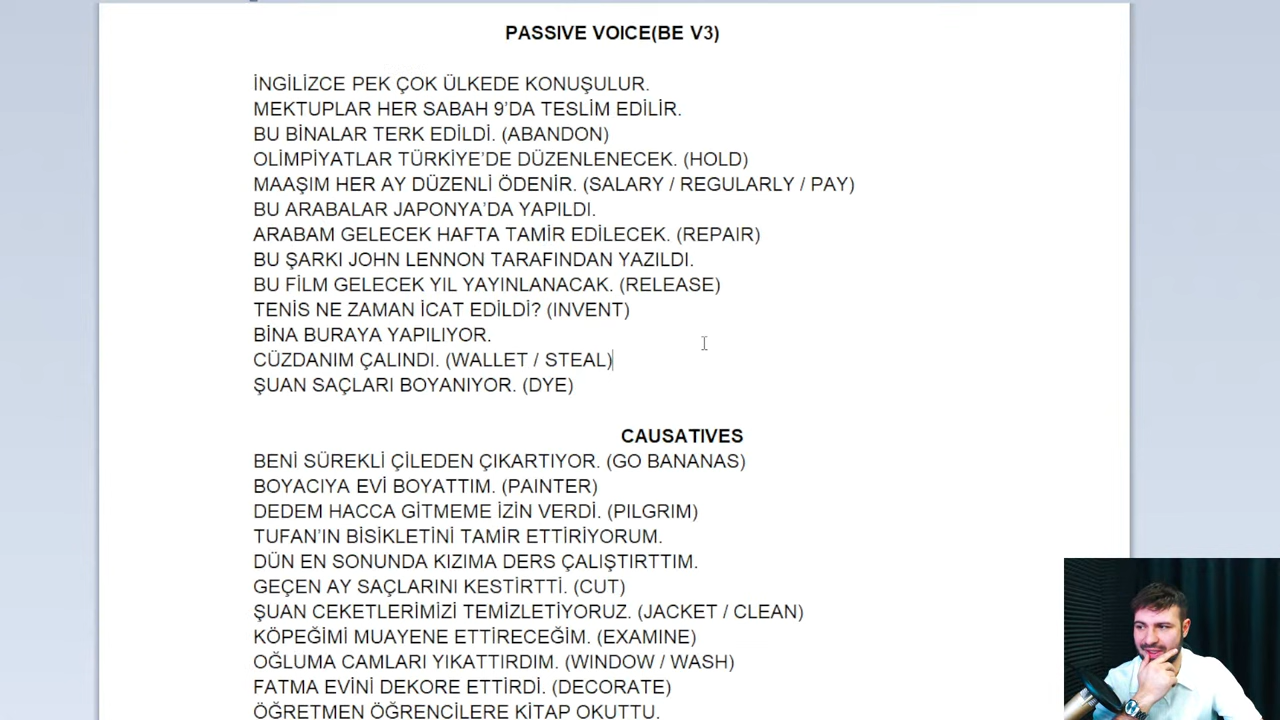 PASSIVE VOICE(BE V3)
İNGİLİZCE PEK ÇOK ÜLKEDE KONUŞULUR.
MEKTUPLAR HER SABAH 9'DA TESLİM EDİLİR.
BU BİNALAR TERK EDİLDİ. (ABANDON)
OLİMPİYATLAR TÜRKİYE'DE DÜZENLENECEK. (HOLD)
MAAŞIM HER AY DÜZENLİ ÖDENİR. (SALARY / REGULARLY / PAY)
BU ARABALAR JAPONYA'DA YAPILDI.
ARABAM GELECEK HAFTA TAMİR EDİLECEK. (REPAIR)
BU ŞARKI JOHN LENNON TARAFINDAN YAZILDI.
BU FİLM GELECEK YIL YAYINLANACAK. (RELEASE)
TENİS NE ZAMAN İCAT EDİLDİ? (INVENT)
BİNA BURAYA YAPILIYOR.
CÜZDANIM ÇALINDI. (WALLET / STEAL)
ŞUAN SAÇLARI BOYANIYOR. (DYE)
CAUSATIVES
BENİ SÜREKLİ ÇİLEDEN ÇIKARTIYOR. (GO BANANAS)
BOYACIYA EVİ BOYATTIM. (PAINTER)
DEDEM HACCA GİTMEME İZİN VERDİ. (PILGRIM)
TUFAN'IN BİSİKLETİNİ TAMİR ETTİRİYORUM.
DÜN EN SONUNDA KIZIMA DERS ÇALIŞTIRTTIM.
GEÇEN AY SAÇLARINI KESTİRTTİ. (CUT)
ŞUAN CEKETLERİMİZİ TEMİZLETİYORUZ. (JACKET / CLEAN)
KÖPEĞİMİ MUAYENE ETTİRECEĞİM. (EXAMINE)
OĞLUMA CAMLARI YIKATTIRDIM. (WINDOW / WASH)
FATMA EVİNİ DEKORE ETTİRDİ. (DECORATE)
ÖĞRETMEN ÖĞRENCİLERE KİTAP OKUTTU.